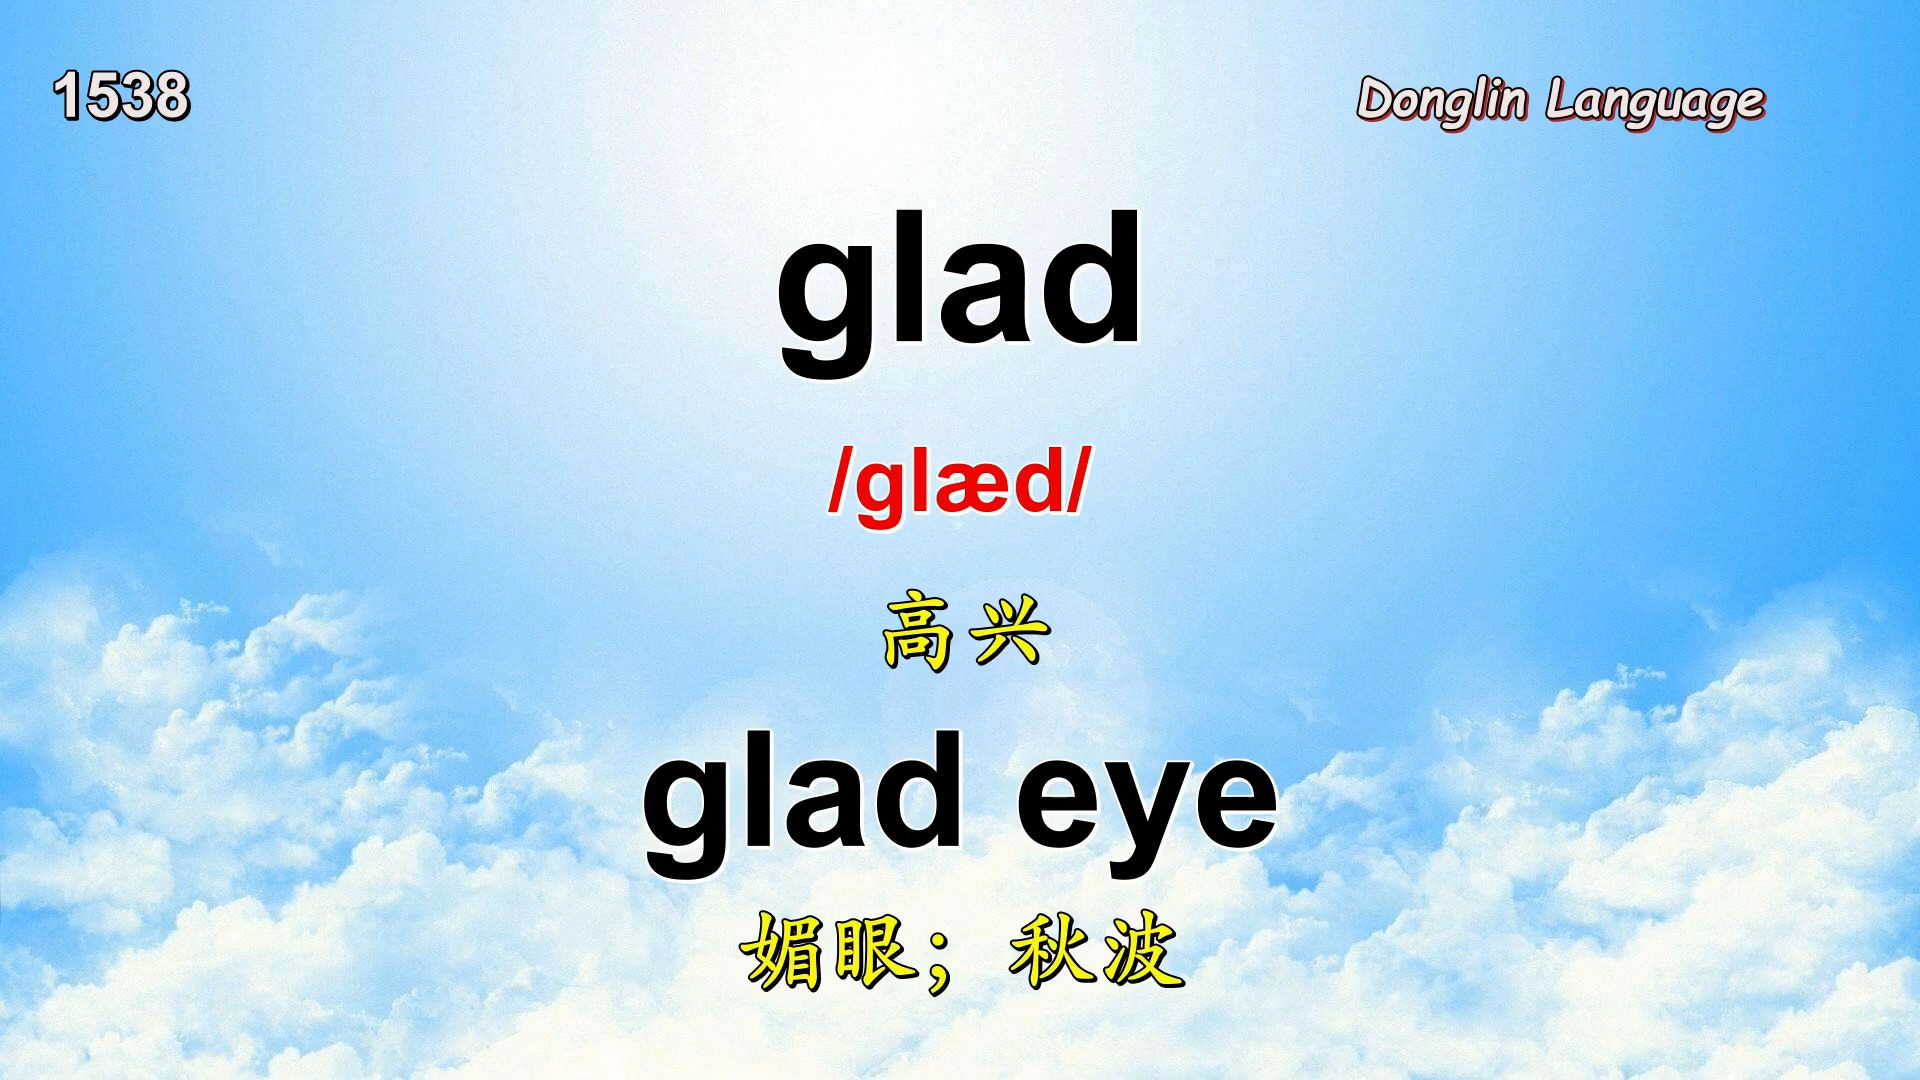 1538
Donglin Language
glad
/glæd/
高兴
glad eye
媚眼；秋波